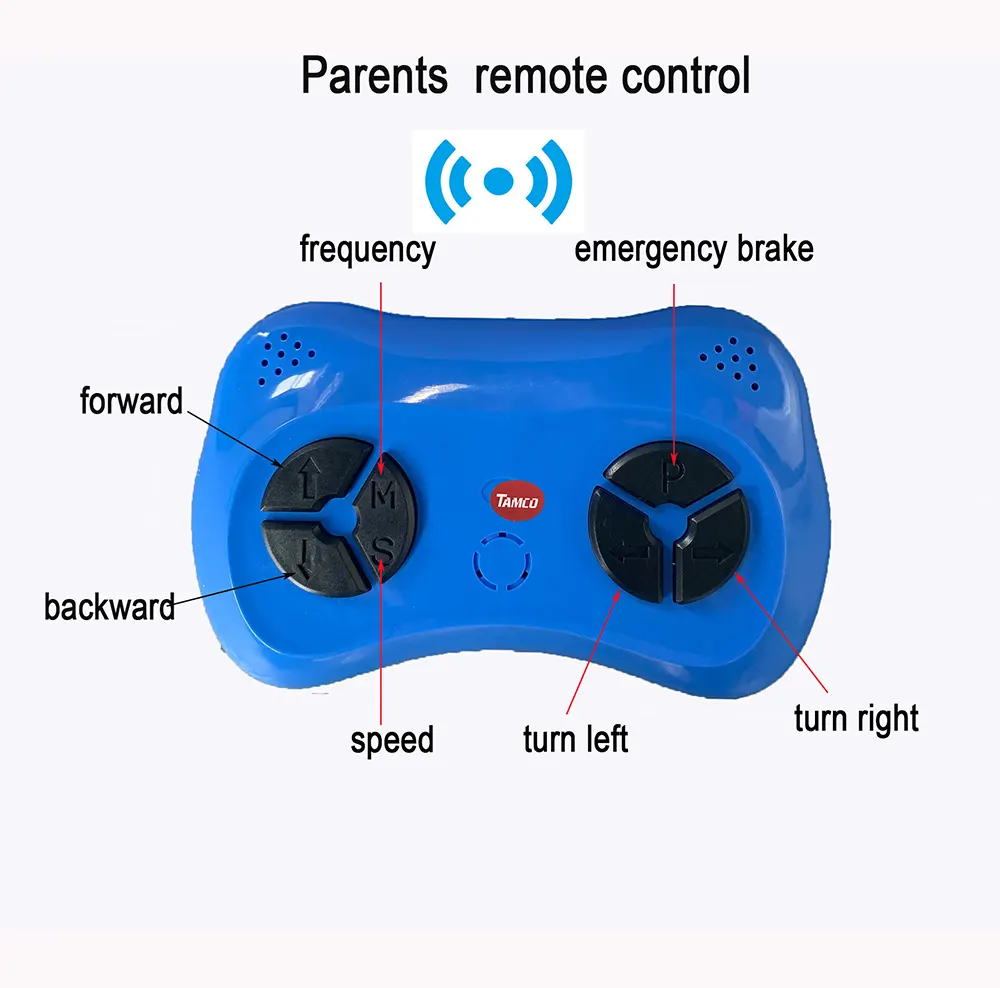 Parents remote control
frequency
emergency brake
forward
M
P
TAMCO
S
backward
speed
turn left
turn right